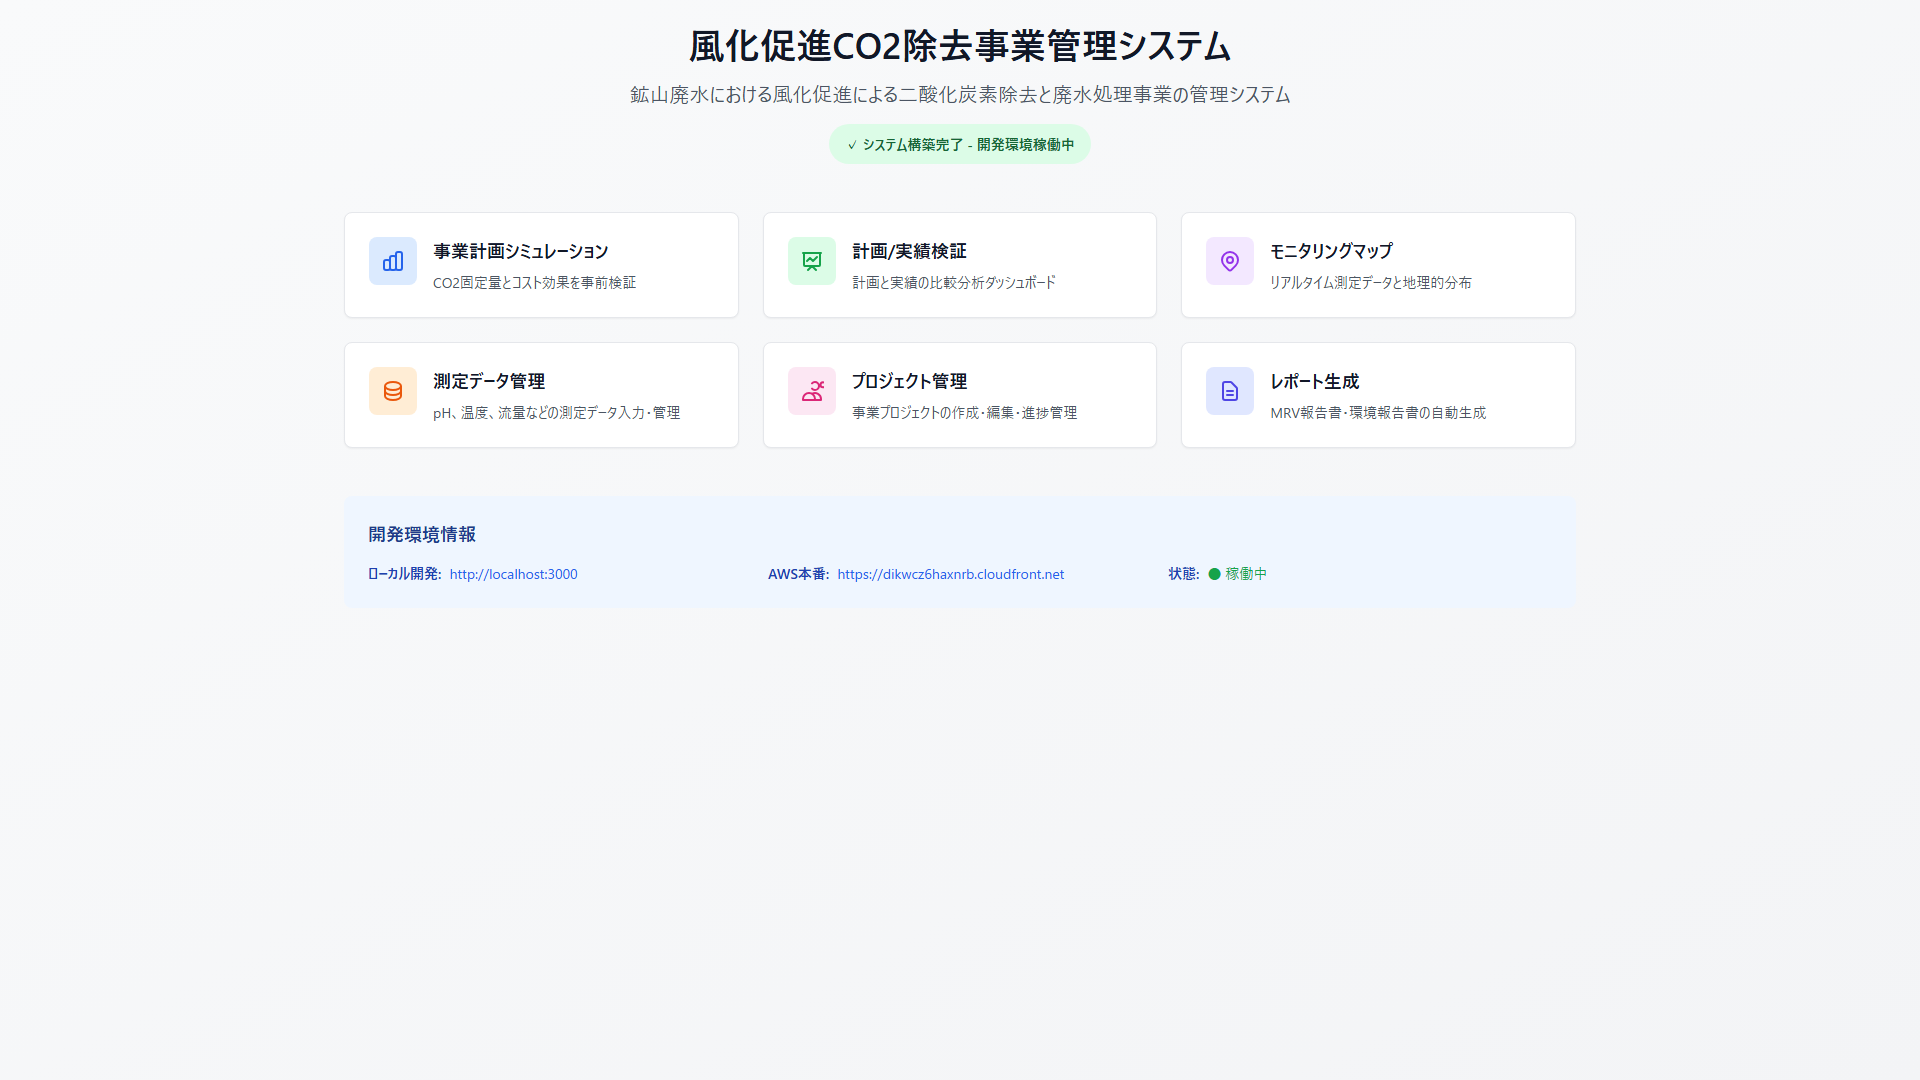 風化促進CO2除去事業管理システム
鉱山廃水における風化促進による二酸化炭素除去と廃水処理事業の管理システム
✓ システム構築完了 - 開発環境稼働中
事業計画シミュレーション
CO2固定量とコスト効果を事前検証
計画/実績検証
計画と実績の比較分析ダッシュボード
モニタリングマップ
リアルタイム測定データと地理的分布
測定データ管理
pH、温度、流量などの測定データ入力・管理
プロジェクト管理
事業プロジェクトの作成・編集・進捗管理
レポート生成
MRV報告書・環境報告書の自動生成
開発環境情報
ローカル開発: http://localhost:3000
AWS本番: https://dikwcz6haxnrb.cloudfront.net
状態: ● 稼働中